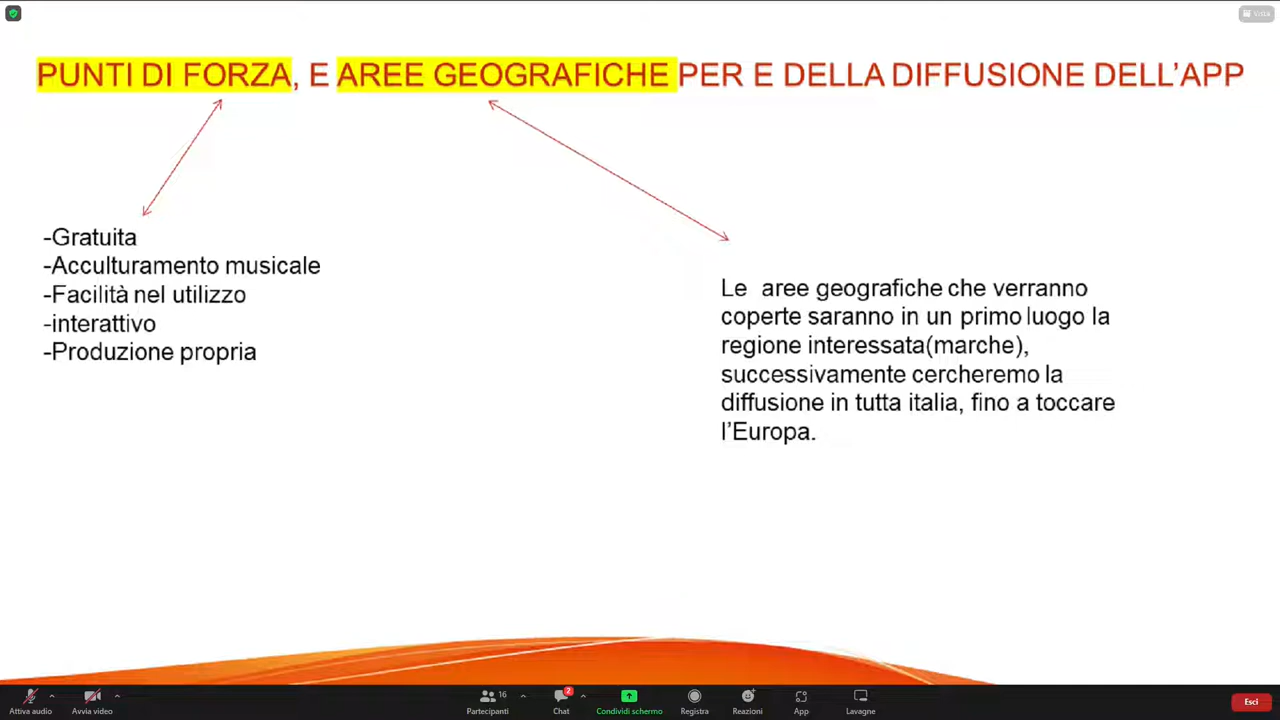 Vista
PUNTI DI FORZA, E AREE GEOGRAFICHE PER E DELLA DIFFUSIONE DELL'APP
-Gratuita
-Acculturamento musicale
-Facilità nel utilizzo
-interattivo
-Produzione propria
Le aree geografiche che verranno
coperte saranno in un primo luogo la
regione interessata(marche),
successivamente cercheremo la
diffusione in tutta italia, fino a toccare
l'Europa.
Attiva audio
Avvia video
16
Partecipanti
2
Chat
Condividi schermo
Registra
Reazioni
App
Lavagne
Esci